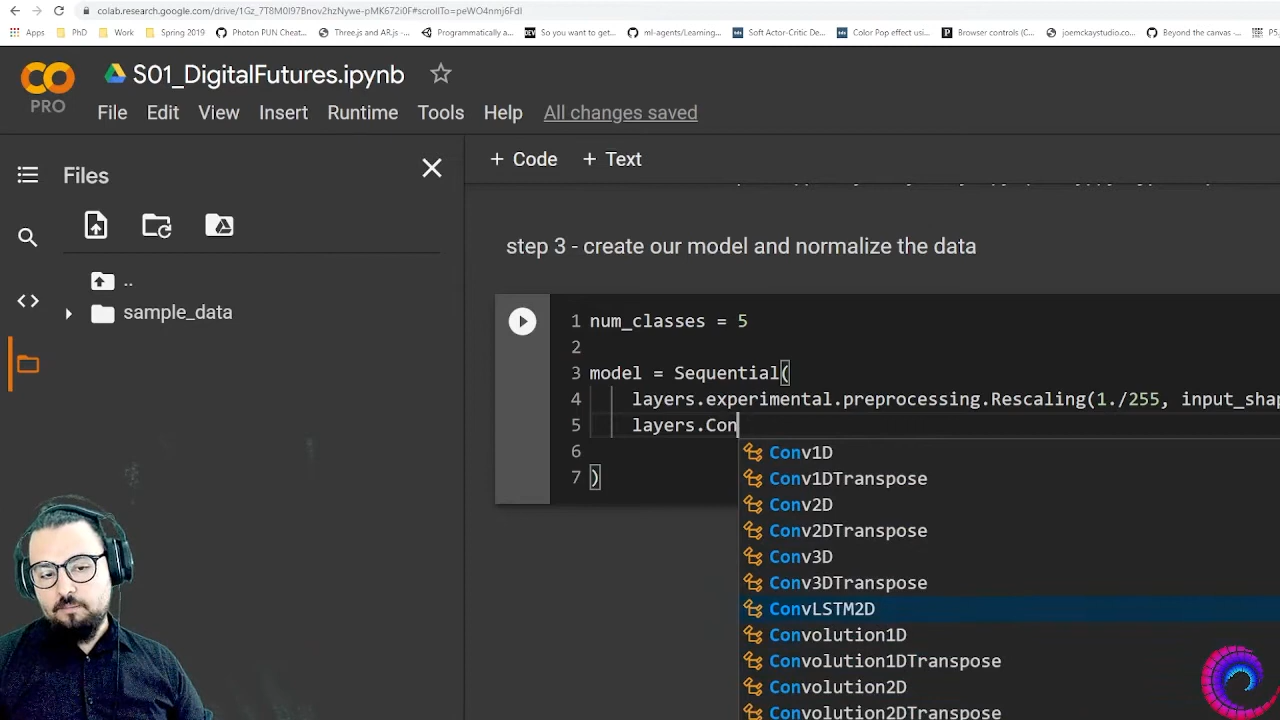 colab.research.google.com/drive/1Gz_7T8M0I97Bnov2hzNywe-pMK672i0F#scrollTo=peWO4nmj6FdI
Apps PhD Work Spring 2019 Photon PUN Cheat... Three.js and AR.js -... Programmatically a... So you want to get... ml-agents/Learning... Soft Actor-Critic De... Color Pop effect usi... Browser controls (C... joemckaystudio.co... Beyond the canvas -...
CO PRO
S01_DigitalFutures.ipynb
File Edit View Insert Runtime Tools Help All changes saved
Files
+ Code + Text
step 3 - create our model and normalize the data
..
sample_data
1 num_classes = 5
2
3 model = Sequential(
4 layers.experimental.preprocessing.Rescaling(1./255, input_shap
5 layers.Con
6
7 )
Conv1D
Conv1DTranspose
Conv2D
Conv2DTranspose
Conv3D
Conv3DTranspose
ConvLSTM2D
Convolution1D
Convolution1DTranspose
Convolution2D
Convolution2DTranspose